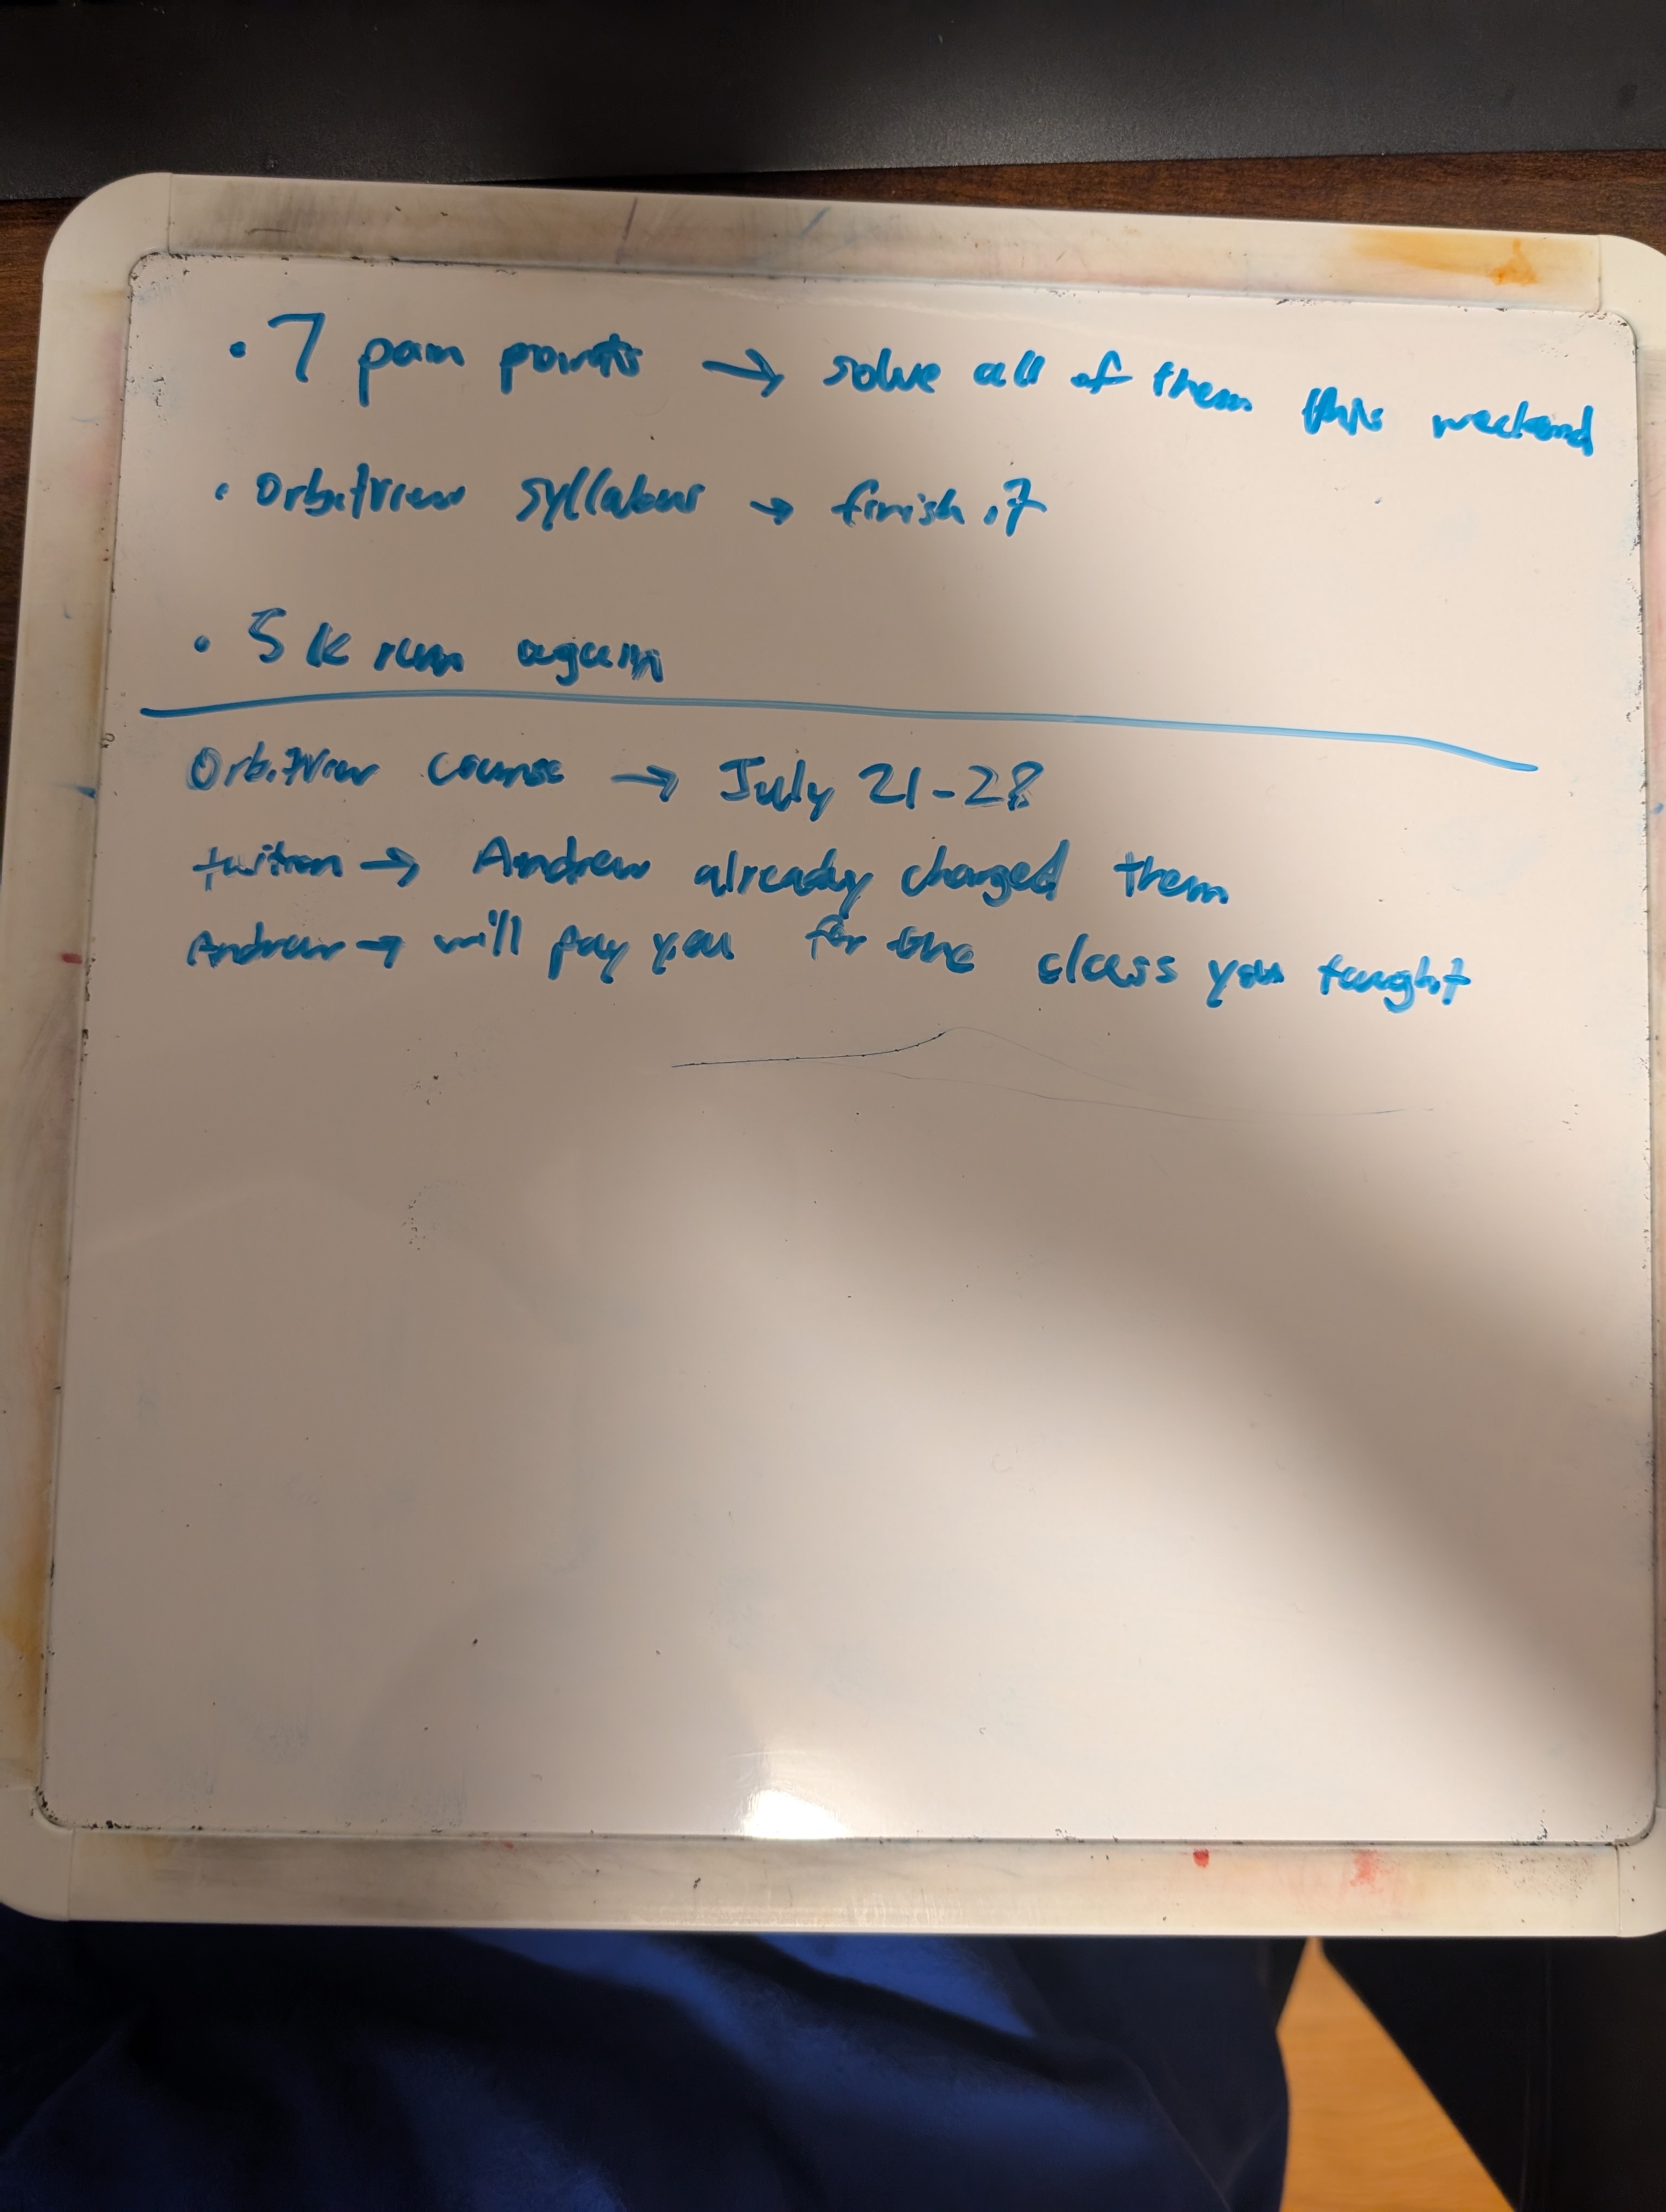 • 7 pain points → solve all of them this weekend
• Orbitview syllabus → finish it
• 5k run again
Orbitview course → July 21-28
tuition → Andrew already charged them
Andrew → will pay you for the class you taught